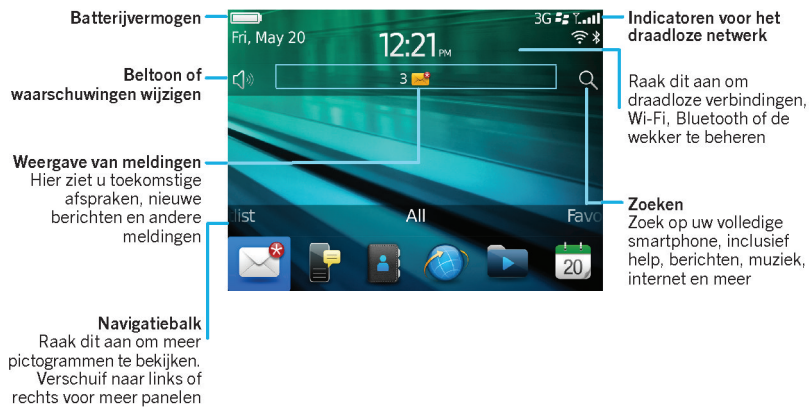 Batterijvermogen
Beltoon of
waarschuwingen wijzigen
Weergave van meldingen
Hier ziet u toekomstige
afspraken, nieuwe
berichten en andere
meldingen
Navigatiebalk
Raak dit aan om meer
pictogrammen te bekijken.
Verschuif naar links of
rechts voor meer panelen
3G
Fri, May 20
12:21 PM
3
list All Favo
20
Indicatoren voor het
draadloze netwerk
Raak dit aan om
draadloze verbindingen,
Wi-Fi, Bluetooth of de
wekker te beheren
Zoeken
Zoek op uw volledige
smartphone, inclusief
help, berichten, muziek,
internet en meer